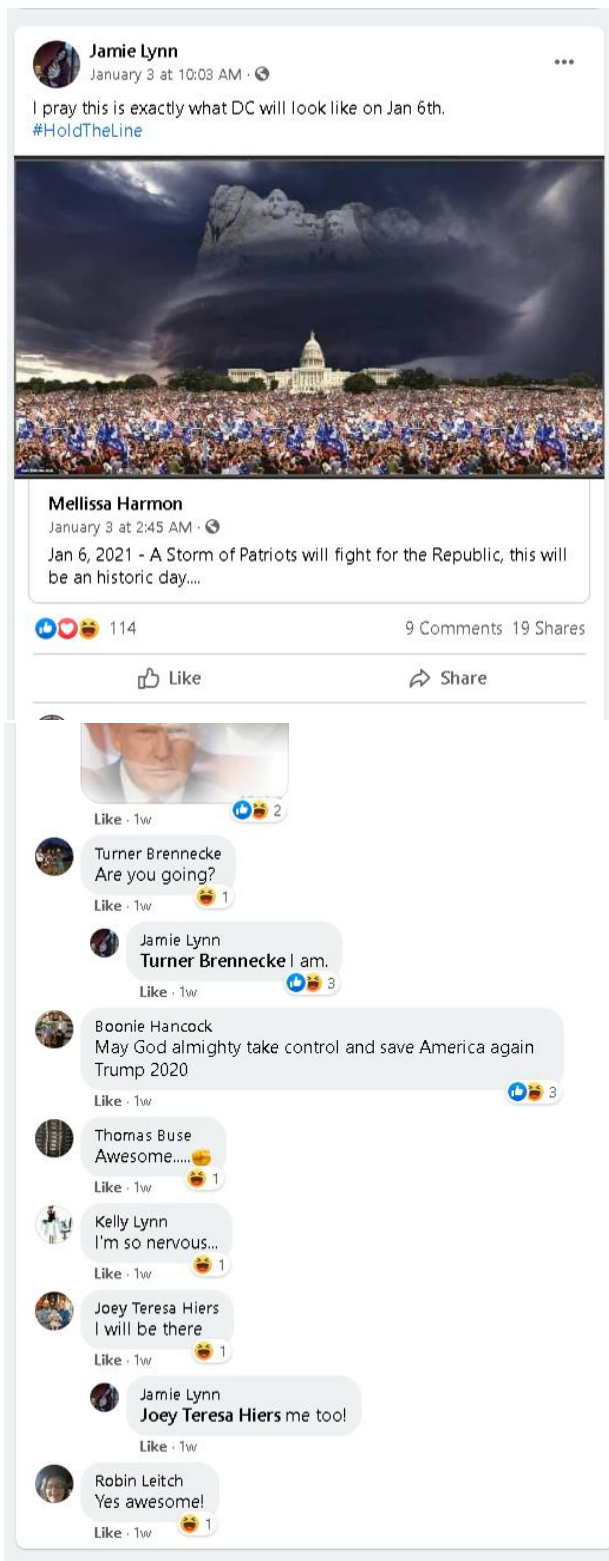 Jamie Lynn
January 3 at 10:03 AM ·
I pray this is exactly what DC will look like on Jan 6th.
#HoldTheLine
Mellissa Harmon
January 3 at 2:45 AM ·
Jan 6, 2021 - A Storm of Patriots will fight for the Republic, this will
be an historic day....
114
9 Comments 19 Shares
Like
Share
Like · 1w
2
Turner Brennecke
Are you going?
Like · 1w
1
Jamie Lynn
Turner Brennecke I am.
Like · 1w
3
Boonie Hancock
May God almighty take control and save America again
Trump 2020
Like · 1w
3
Thomas Buse
Awesome.....
Like · 1w
1
Kelly Lynn
I'm so nervous...
Like · 1w
1
Joey Teresa Hiers
I will be there
Like · 1w
1
Jamie Lynn
Joey Teresa Hiers me too!
Like · 1w
Robin Leitch
Yes awesome!
Like · 1w
1